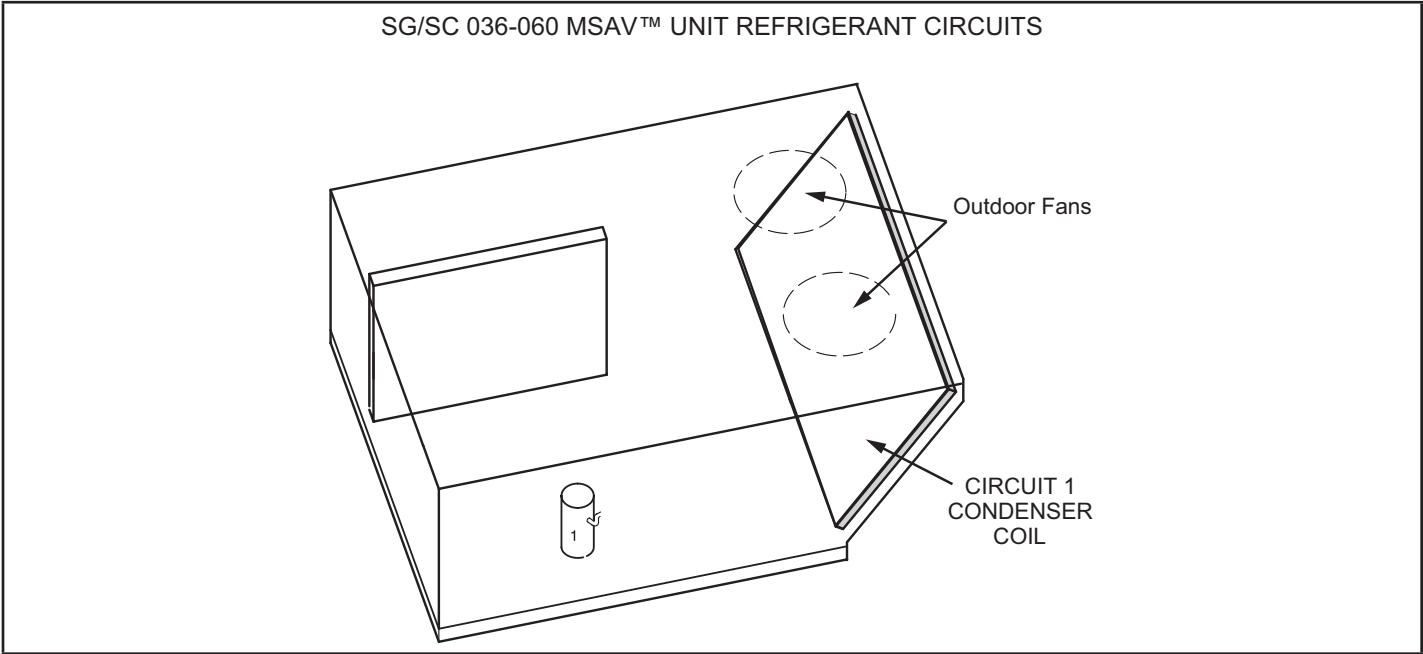 SG/SC 036-060 MSAV™ UNIT REFRIGERANT CIRCUITS
Outdoor Fans
CIRCUIT 1
CONDENSER
COIL
1